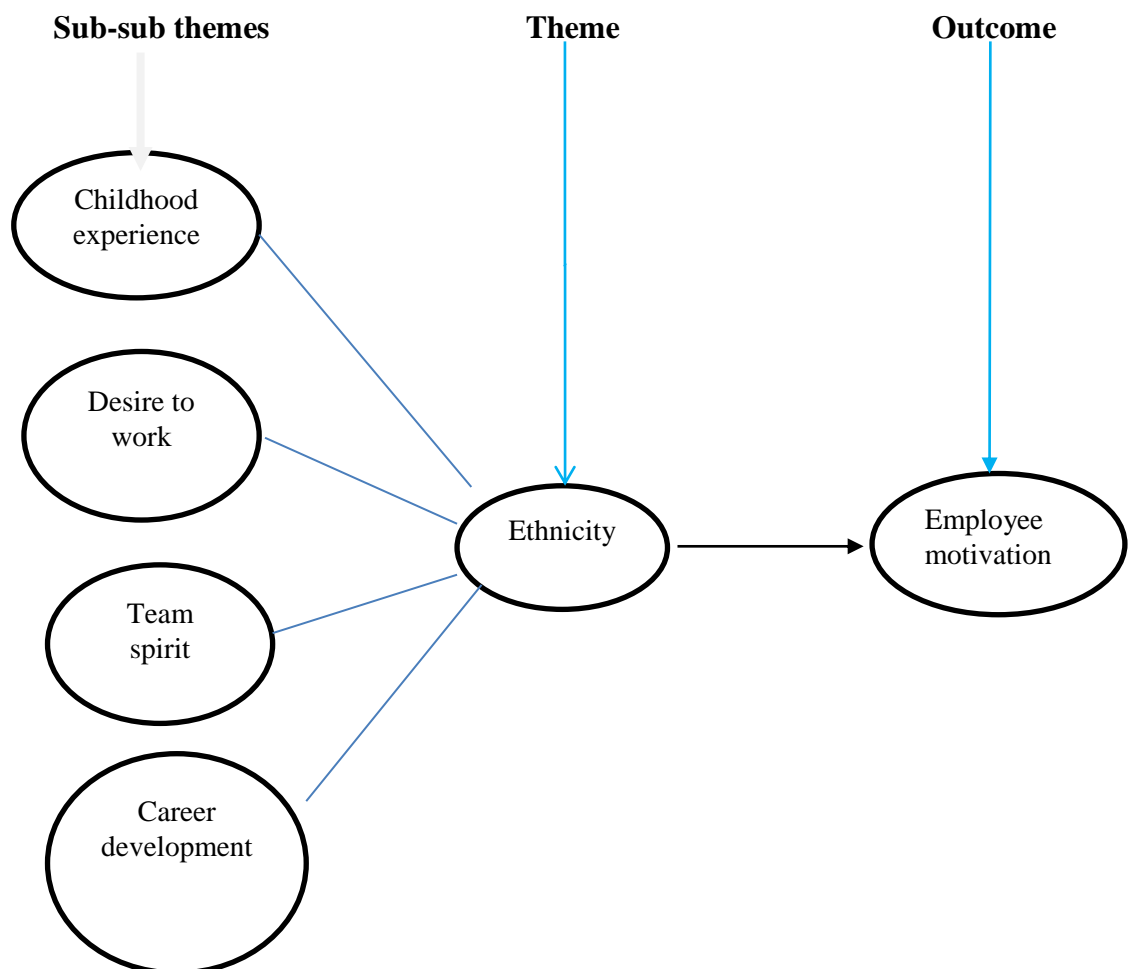 Sub-sub themes
Theme
Outcome
Childhood
experience
Desire to
work
Team
spirit
Career
development
Ethnicity
Employee
motivation